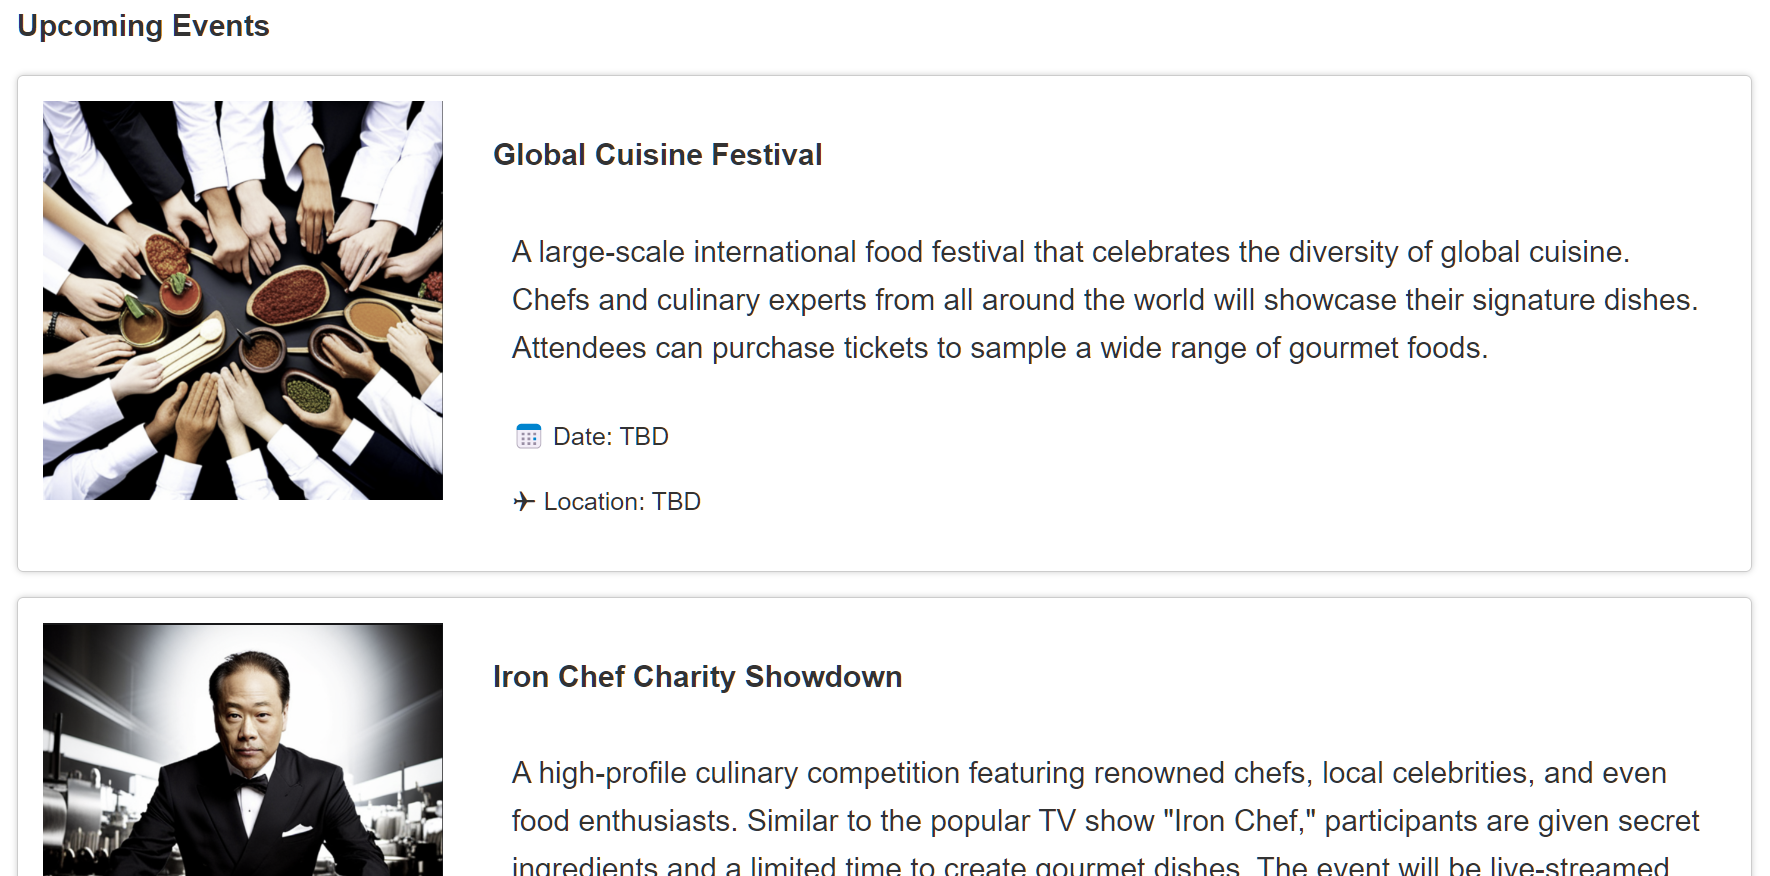 Upcoming Events
Global Cuisine Festival
A large-scale international food festival that celebrates the diversity of global cuisine.
Chefs and culinary experts from all around the world will showcase their signature dishes.
Attendees can purchase tickets to sample a wide range of gourmet foods.
Date: TBD
Location: TBD
Iron Chef Charity Showdown
A high-profile culinary competition featuring renowned chefs, local celebrities, and even
food enthusiasts. Similar to the popular TV show "Iron Chef," participants are given secret
ingredients and a limited time to create gourmet dishes. The event will be live-streamed